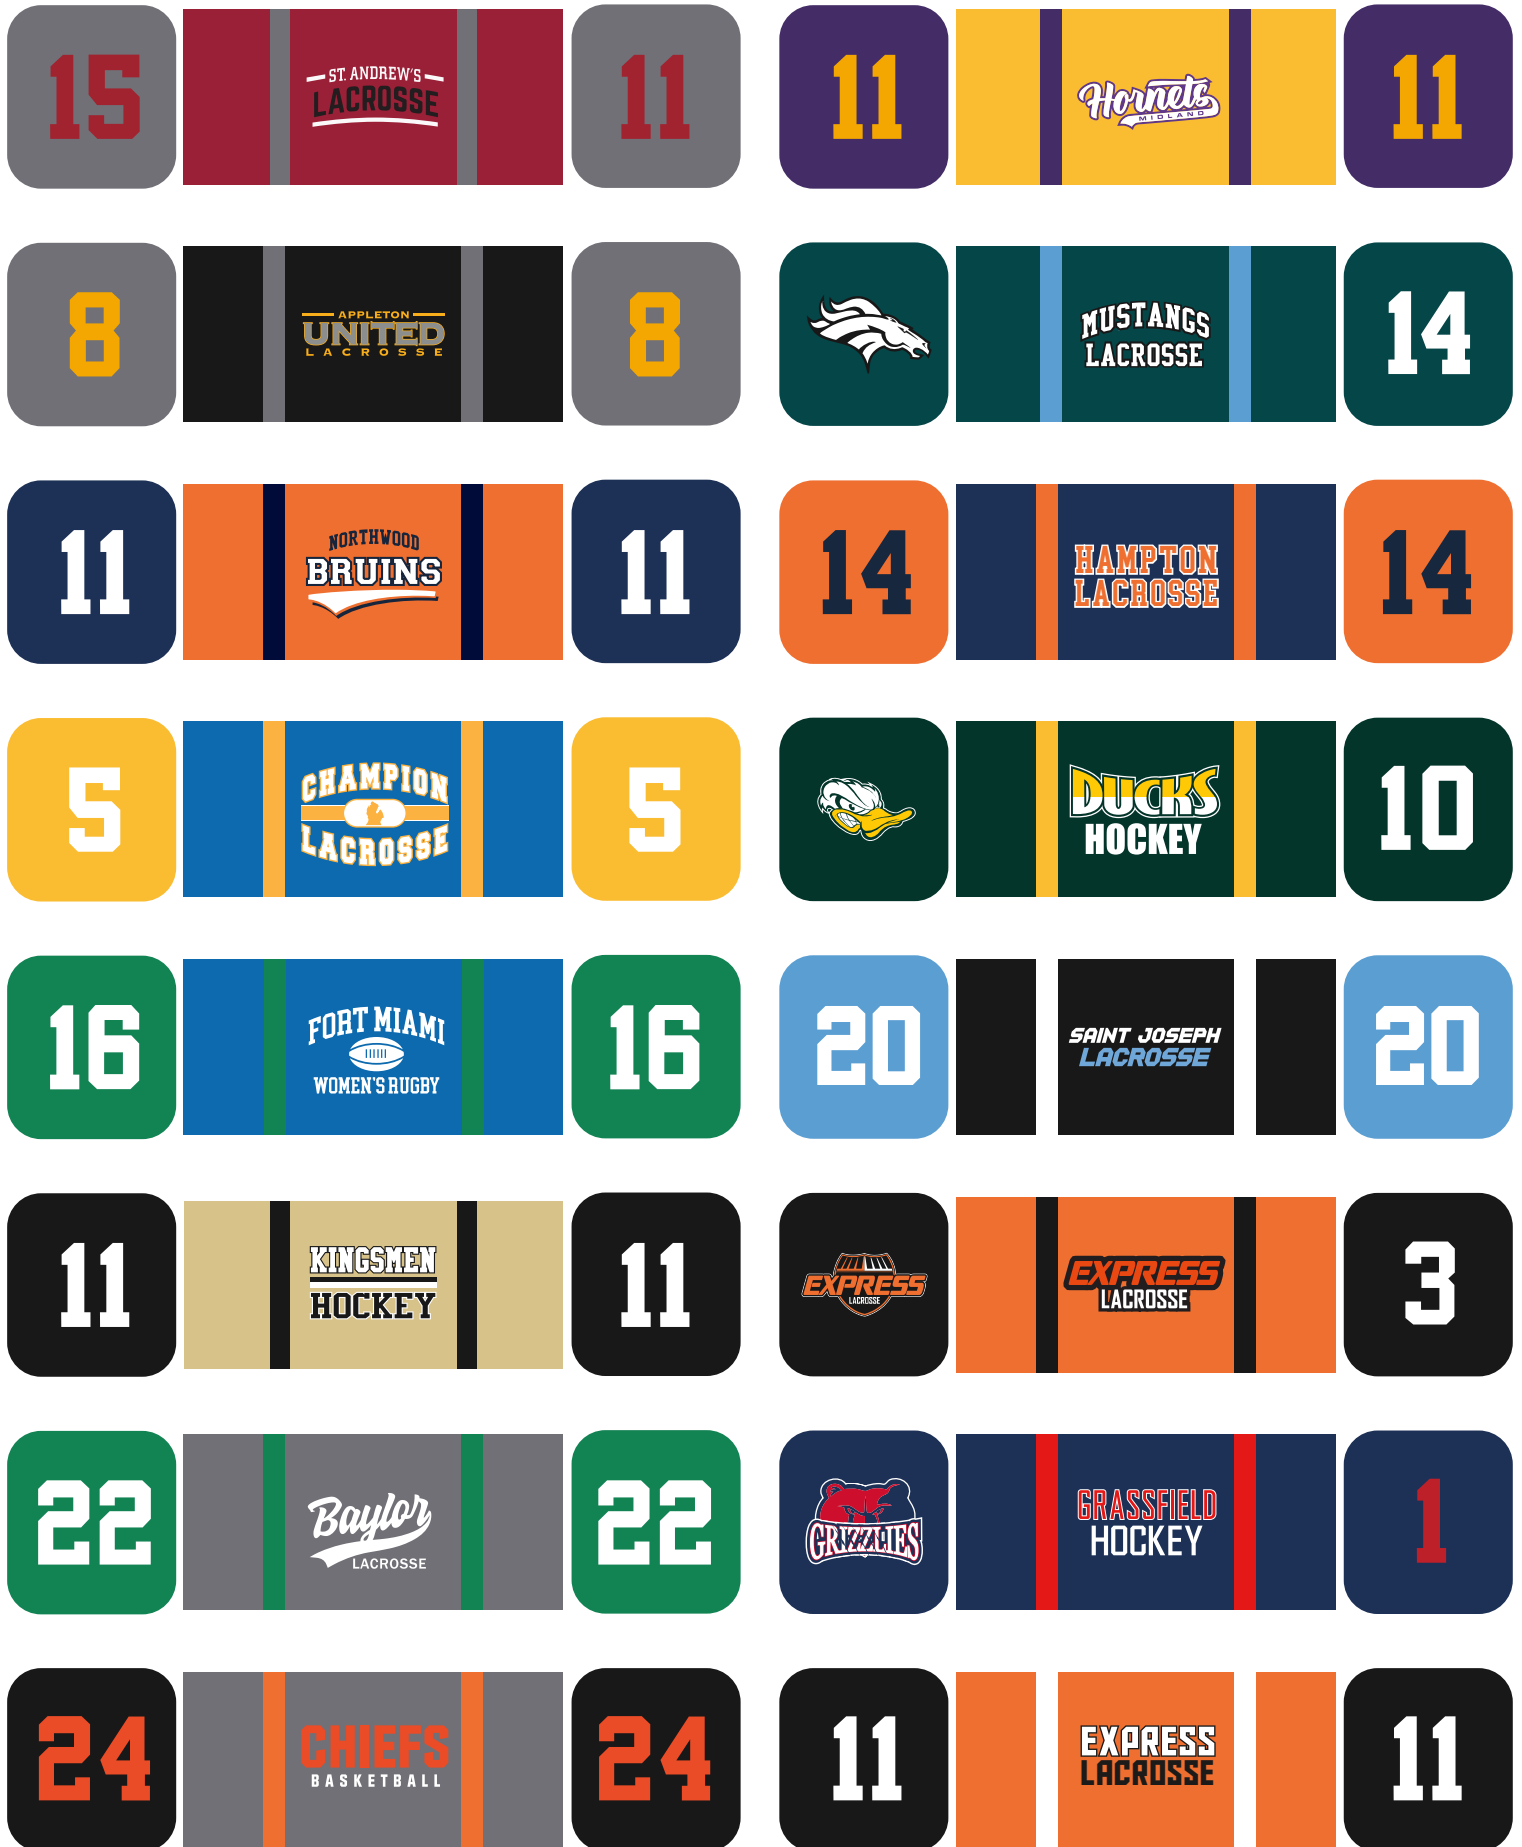 15
ST. ANDREW'S
LACROSSE
11
11
Hornets
MIDLAND
11
8
APPLETON
UNITED
LACROSSE
8
MUSTANGS
LACROSSE
14
11
NORTHWOOD
BRUINS
11
14
HAMPTON
LACROSSE
14
5
CHAMPION
LACROSSE
5
DUCKS
HOCKEY
10
16
FORT MIAMI
WOMEN'S RUGBY
16
20
SAINT JOSEPH
LACROSSE
20
11
KINGSMEN
HOCKEY
11
EXPRESS
LACROSSE
EXPRESS
LACROSSE
3
22
Baylor
LACROSSE
22
GRIZZLIES
GRASSFIELD
HOCKEY
1
24
CHIEFS
BASKETBALL
24
11
EXPRESS
LACROSSE
11